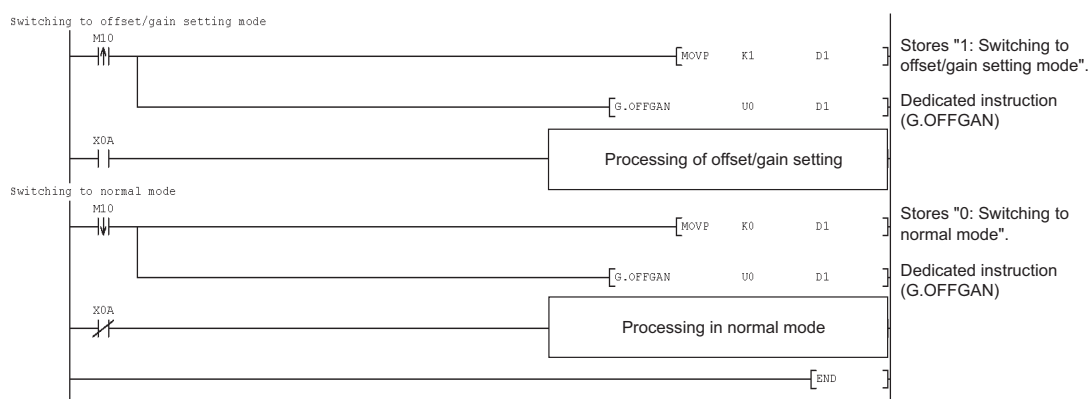 Switching to offset/gain setting mode
M10
MOVP K1 D1
Stores "1: Switching to
offset/gain setting mode".
G.OFFGAN U0 D1
Dedicated instruction
(G.OFFGAN)
X0A
Processing of offset/gain setting
Switching to normal mode
M10
MOVP K0 D1
Stores "0: Switching to
normal mode".
G.OFFGAN U0 D1
Dedicated instruction
(G.OFFGAN)
X0A
Processing in normal mode
END